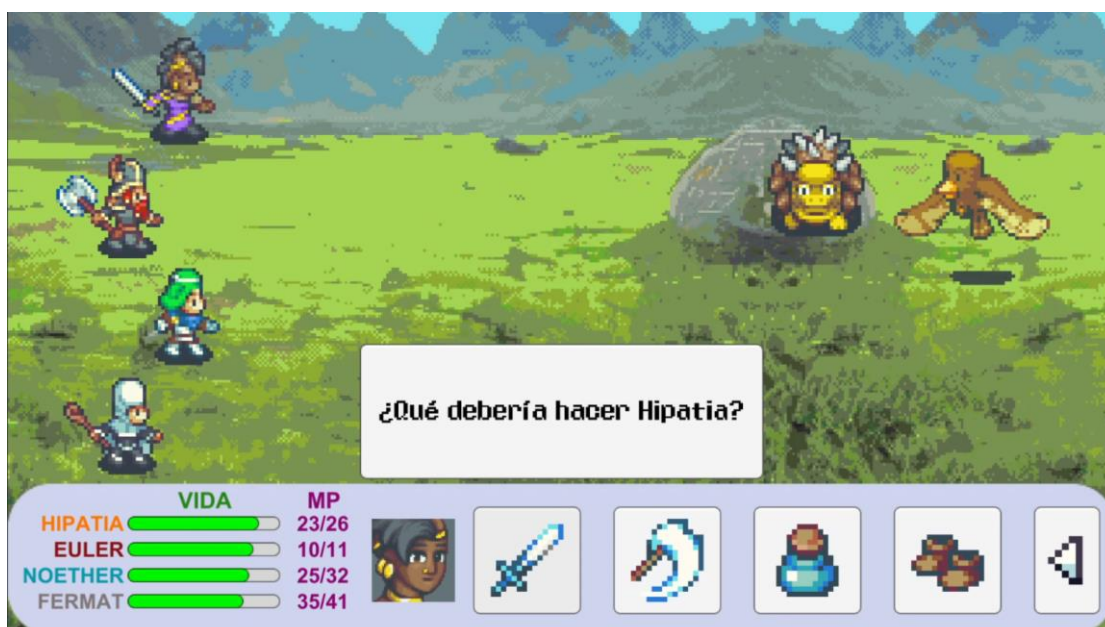 ¿Qué debería hacer Hipatia?
VIDA MP
HIPATIA 23/26
EULER 10/11
NOETHER 25/32
FERMAT 35/41